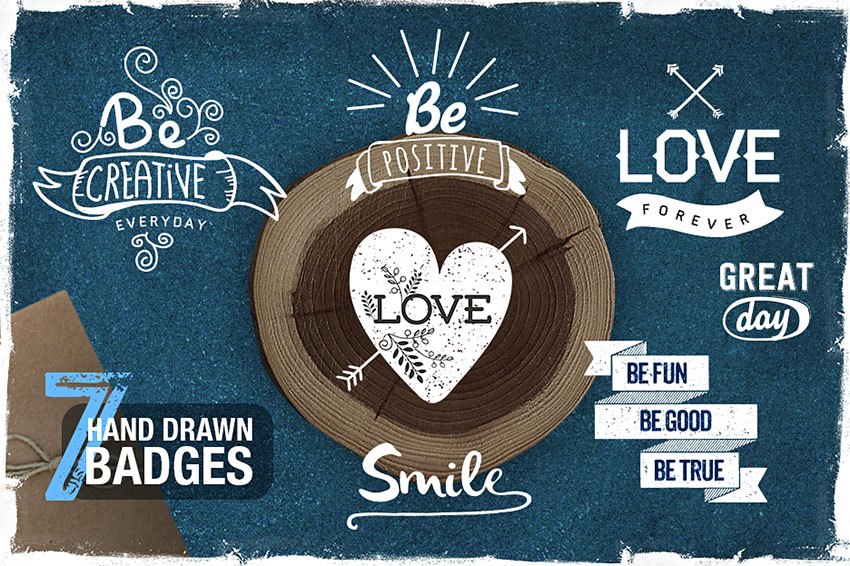 Be
CREATIVE
EVERYDAY
Be
POSITIVE
LOVE
FOREVER
LOVE
GREAT
day
BE FUN
BE GOOD
BE TRUE
7 HAND DRAWN
BADGES
Smile